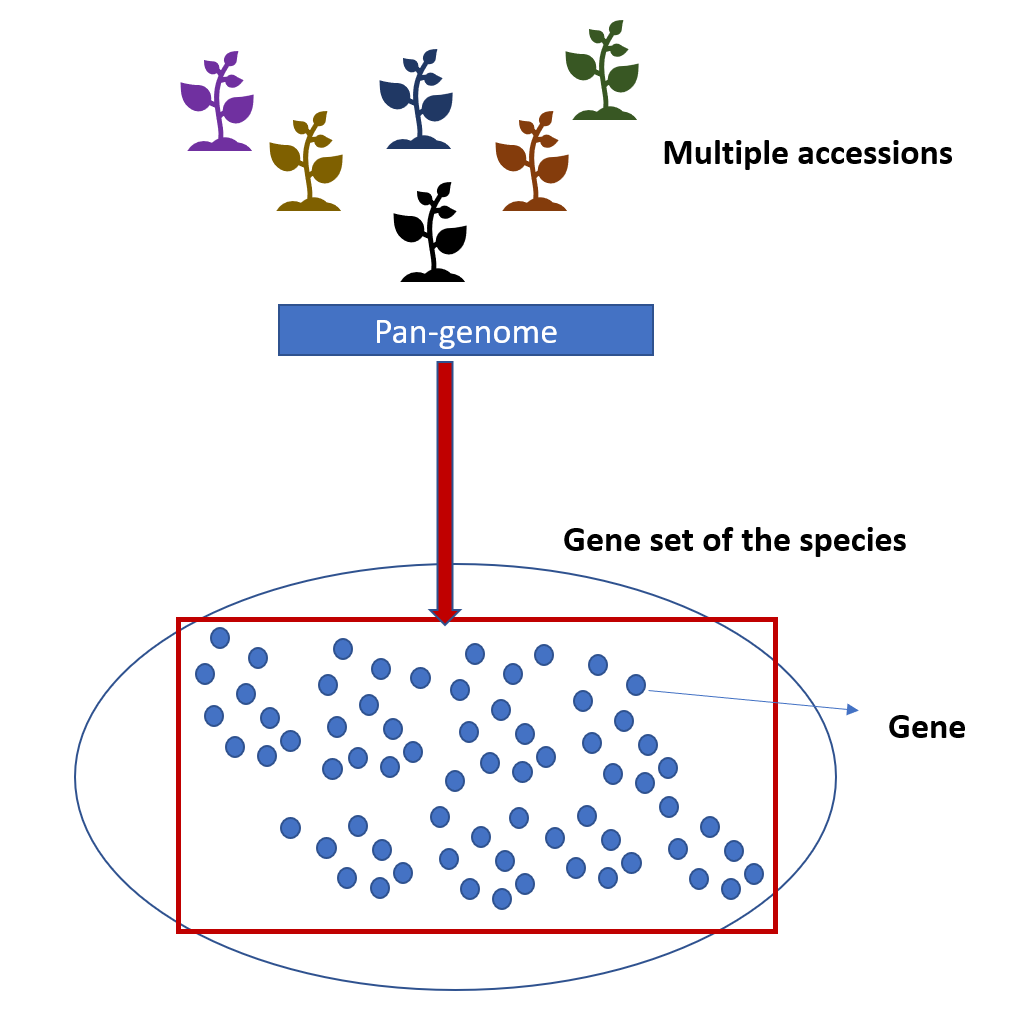 Multiple accessions
Pan-genome
Gene set of the species
Gene